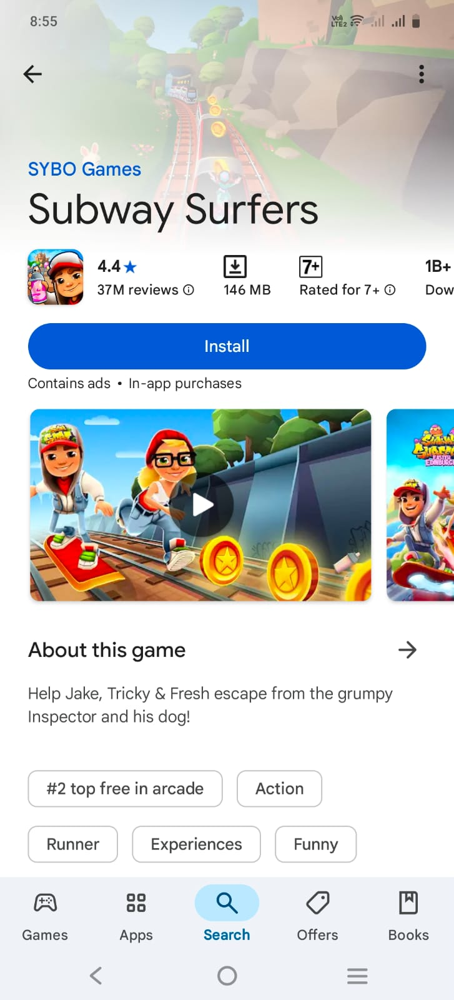 8:55
Vo)
LTE2
SYBO Games
Subway Surfers
4.4★
37M reviews
146 MB
7+
Rated for 7+
1B+
Dow
Install
Contains ads • In-app purchases
About this game
Help Jake, Tricky & Fresh escape from the grumpy
Inspector and his dog!
#2 top free in arcade
Action
Runner
Experiences
Funny
Games
Apps
Search
Offers
Books